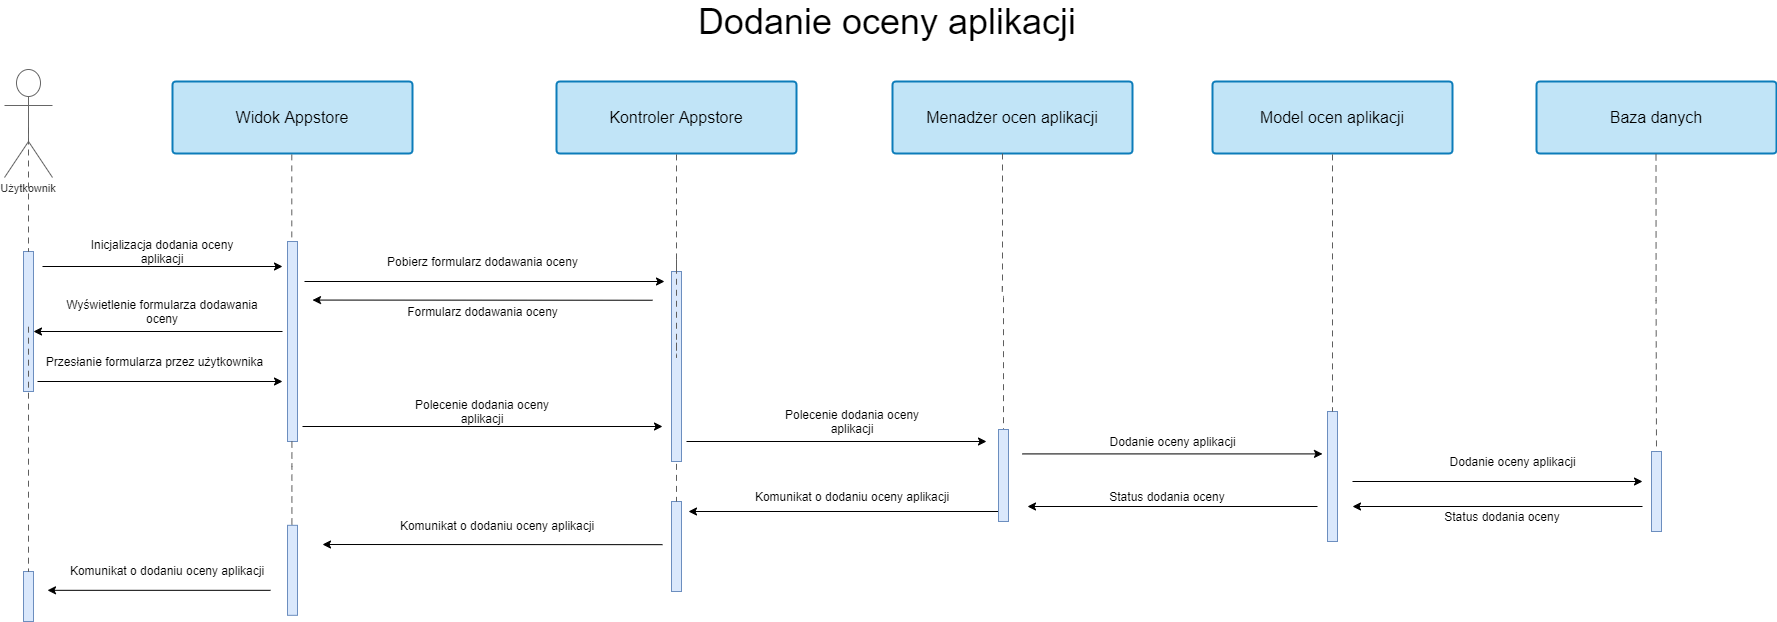 Dodanie oceny aplikacji
Widok Appstore
Kontroler Appstore
Menadżer ocen aplikacji
Model ocen aplikacji
Baza danych
Użytkownik
Inicjalizacja dodania oceny
aplikacji
Pobierz formularz dodawania oceny
Wyświetlenie formularza dodawania
oceny
Formularz dodawania oceny
Przesłanie formularza przez użytkownika
Polecenie dodania oceny
aplikacji
Polecenie dodania oceny
aplikacji
Dodanie oceny aplikacji
Dodanie oceny aplikacji
Komunikat o dodaniu oceny aplikacji
Status dodania oceny
Status dodania oceny
Komunikat o dodaniu oceny aplikacji
Komunikat o dodaniu oceny aplikacji